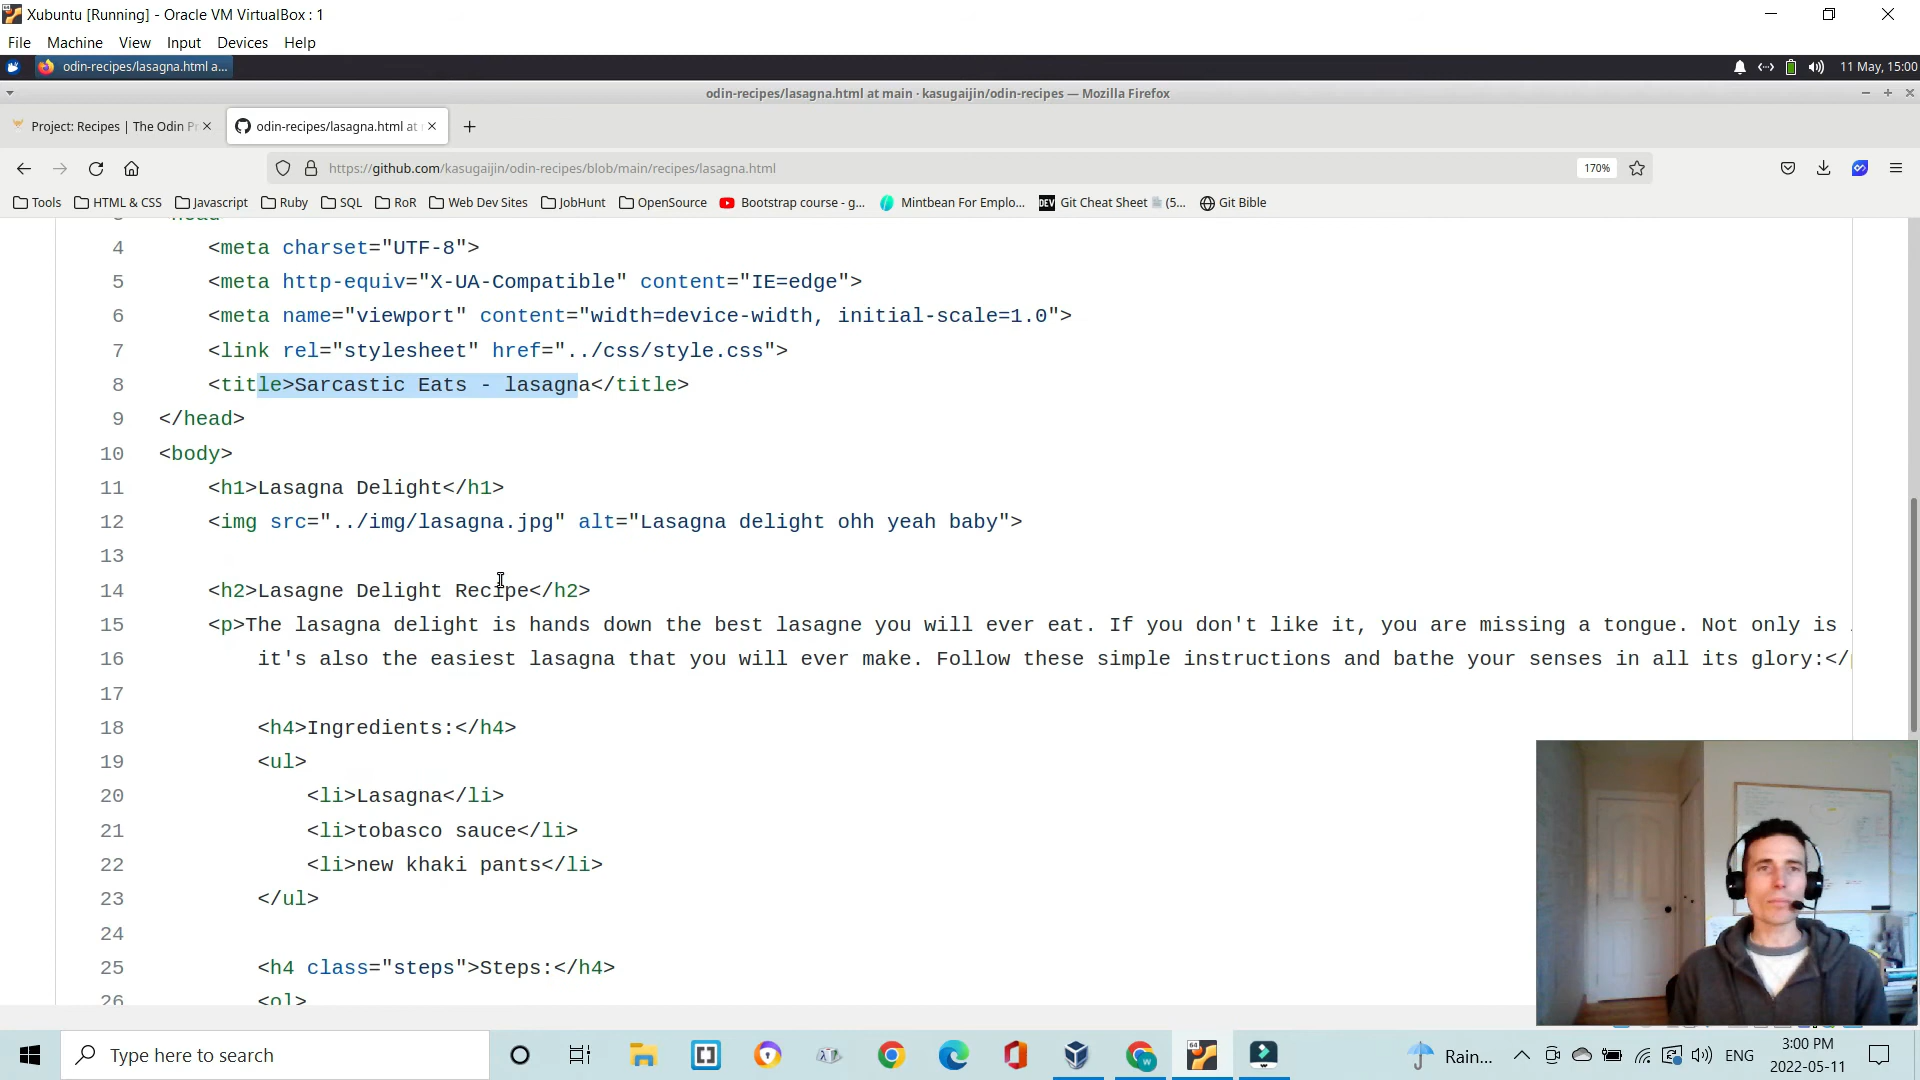 Xubuntu [Running] - Oracle VM VirtualBox : 1
File Machine View Input Devices Help
odin-recipes/lasagna.html a...
11 May, 15:00
odin-recipes/lasagna.html at main · kasugaijin/odin-recipes — Mozilla Firefox
Project: Recipes | The Odin Pr
odin-recipes/lasagna.html at
https://github.com/kasugaijin/odin-recipes/blob/main/recipes/lasagna.html
170%
Tools HTML & CSS Javascript Ruby SQL RoR Web Dev Sites JobHunt OpenSource Bootstrap course - g... Mintbean For Emplo... DEV Git Cheat Sheet (5... Git Bible
4 <meta charset="UTF-8">
5 <meta http-equiv="X-UA-Compatible" content="IE=edge">
6 <meta name="viewport" content="width=device-width, initial-scale=1.0">
7 <link rel="stylesheet" href="../css/style.css">
8 <title>Sarcastic Eats - lasagna</title>
9 </head>
10 <body>
11 <h1>Lasagna Delight</h1>
12 <img src="../img/lasagna.jpg" alt="Lasagna delight ohh yeah baby">
13
14 <h2>Lasagne Delight Recipe</h2>
15 <p>The lasagna delight is hands down the best lasagne you will ever eat. If you don't like it, you are missing a tongue. Not only is
16 it's also the easiest lasagna that you will ever make. Follow these simple instructions and bathe your senses in all its glory:</
17
18 <h4>Ingredients:</h4>
19 <ul>
20 <li>Lasagna</li>
21 <li>tobasco sauce</li>
22 <li>new khaki pants</li>
23 </ul>
24
25 <h4 class="steps">Steps:</h4>
26 <ol>
Type here to search
64
Rain...
ENG
3:00 PM
2022-05-11